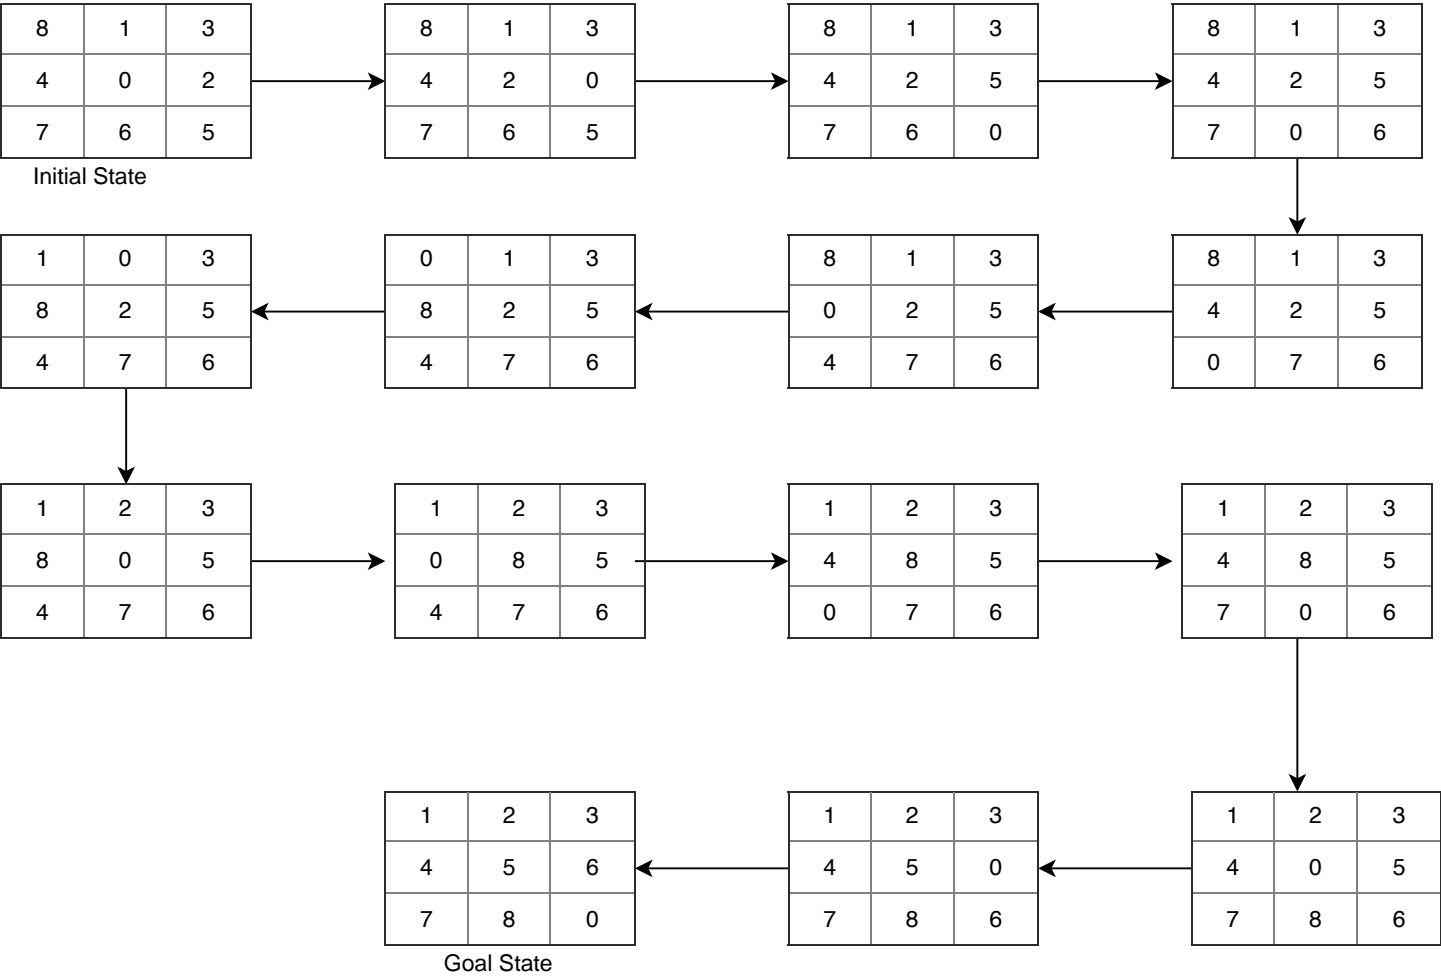 8 1 3 8 1 3 8 1 3 8 1 3
4 0 2 4 2 0 4 2 5 4 2 5
7 6 5 7 6 5 7 6 0 7 0 6
Initial State
1 0 3 0 1 3 8 1 3 8 1 3
8 2 5 8 2 5 0 2 5 4 2 5
4 7 6 4 7 6 4 7 6 0 7 6
1 2 3 1 2 3 1 2 3 1 2 3
8 0 5 0 8 5 4 8 5 4 8 5
4 7 6 4 7 6 0 7 6 7 0 6
1 2 3 1 2 3 1 2 3
4 5 6 4 5 0 4 0 5
7 8 0 7 8 6 7 8 6
Goal State